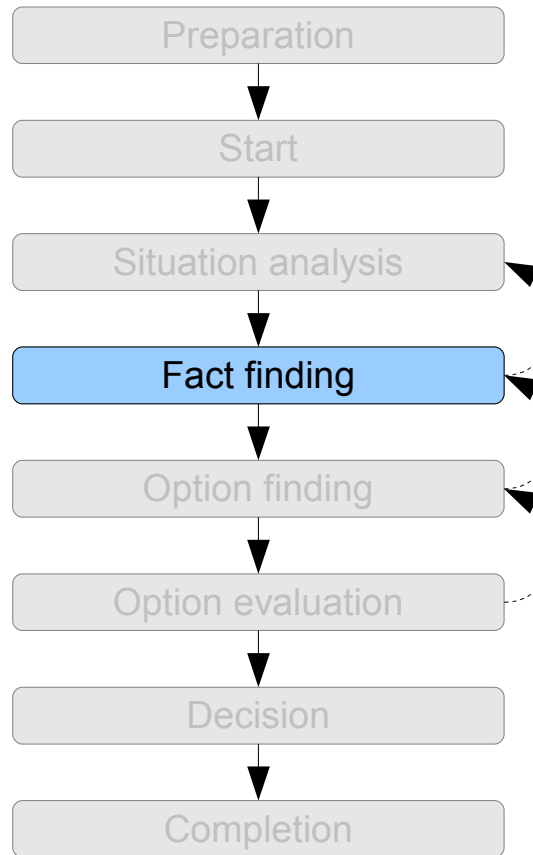 Preparation
Start
Situation analysis
Fact finding
Option finding
Option evaluation
Decision
Completion